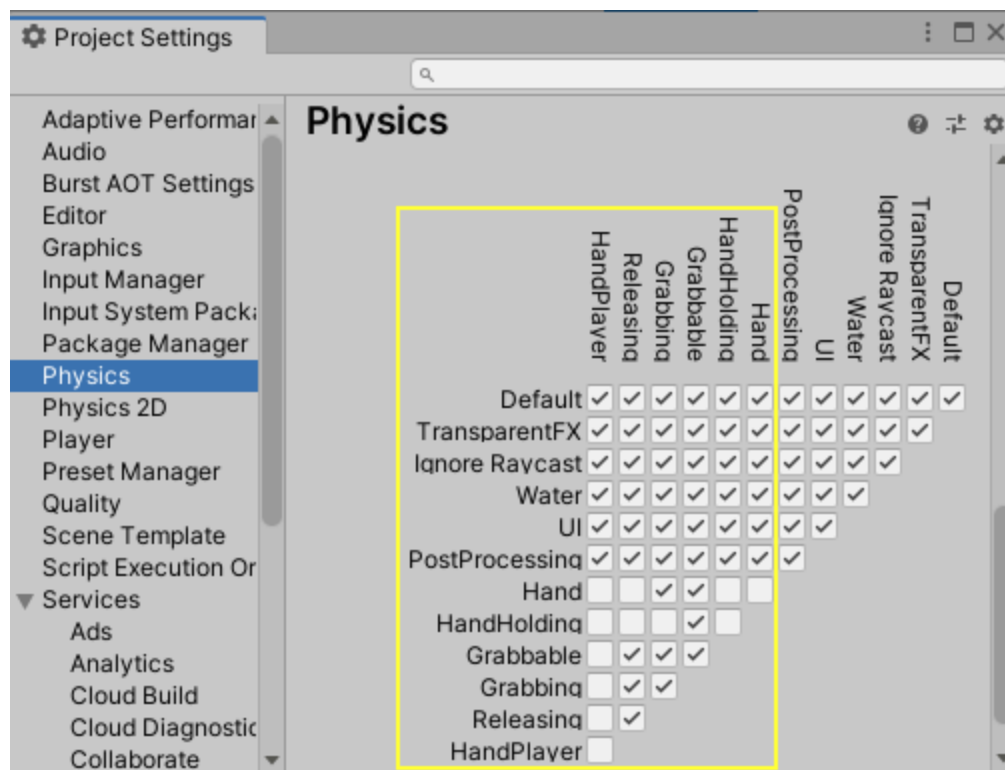 Project Settings
Adaptive Performar
Audio
Burst AOT Settings
Editor
Graphics
Input Manager
Input System Packa
Package Manager
Physics
Physics 2D
Player
Preset Manager
Quality
Scene Template
Script Execution Or
Services
Ads
Analytics
Cloud Build
Cloud Diagnostic
Collaborate
Physics
HandPlayer
Releasing
Grabbing
Grabbable
HandHolding
Hand
PostProcessing
UI
Water
Ignore Raycast
TransparentFX
Default
Default
TransparentFX
Ignore Raycast
Water
UI
PostProcessing
Hand
HandHolding
Grabbable
Grabbing
Releasing
HandPlayer